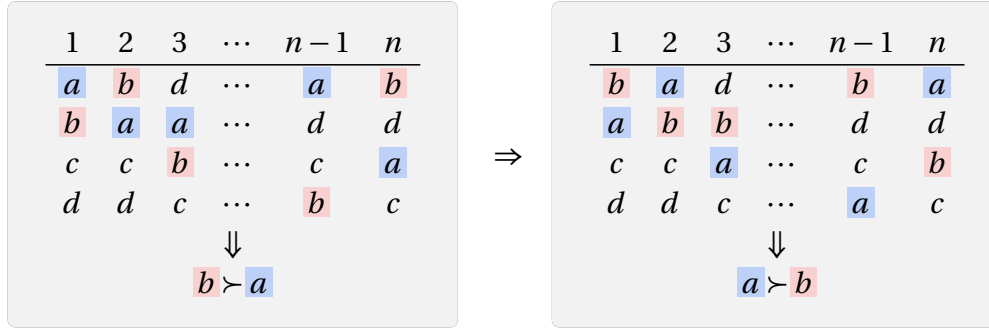 1 2 3 ⋯ n − 1 n
a b d ⋯ a b
b a a ⋯ d d
c c b ⋯ c a
d d c ⋯ b c
⇓
b ≻ a
⇒
1 2 3 ⋯ n − 1 n
b a d ⋯ b a
a b b ⋯ d d
c c a ⋯ c b
d d c ⋯ a c
⇓
a ≻ b